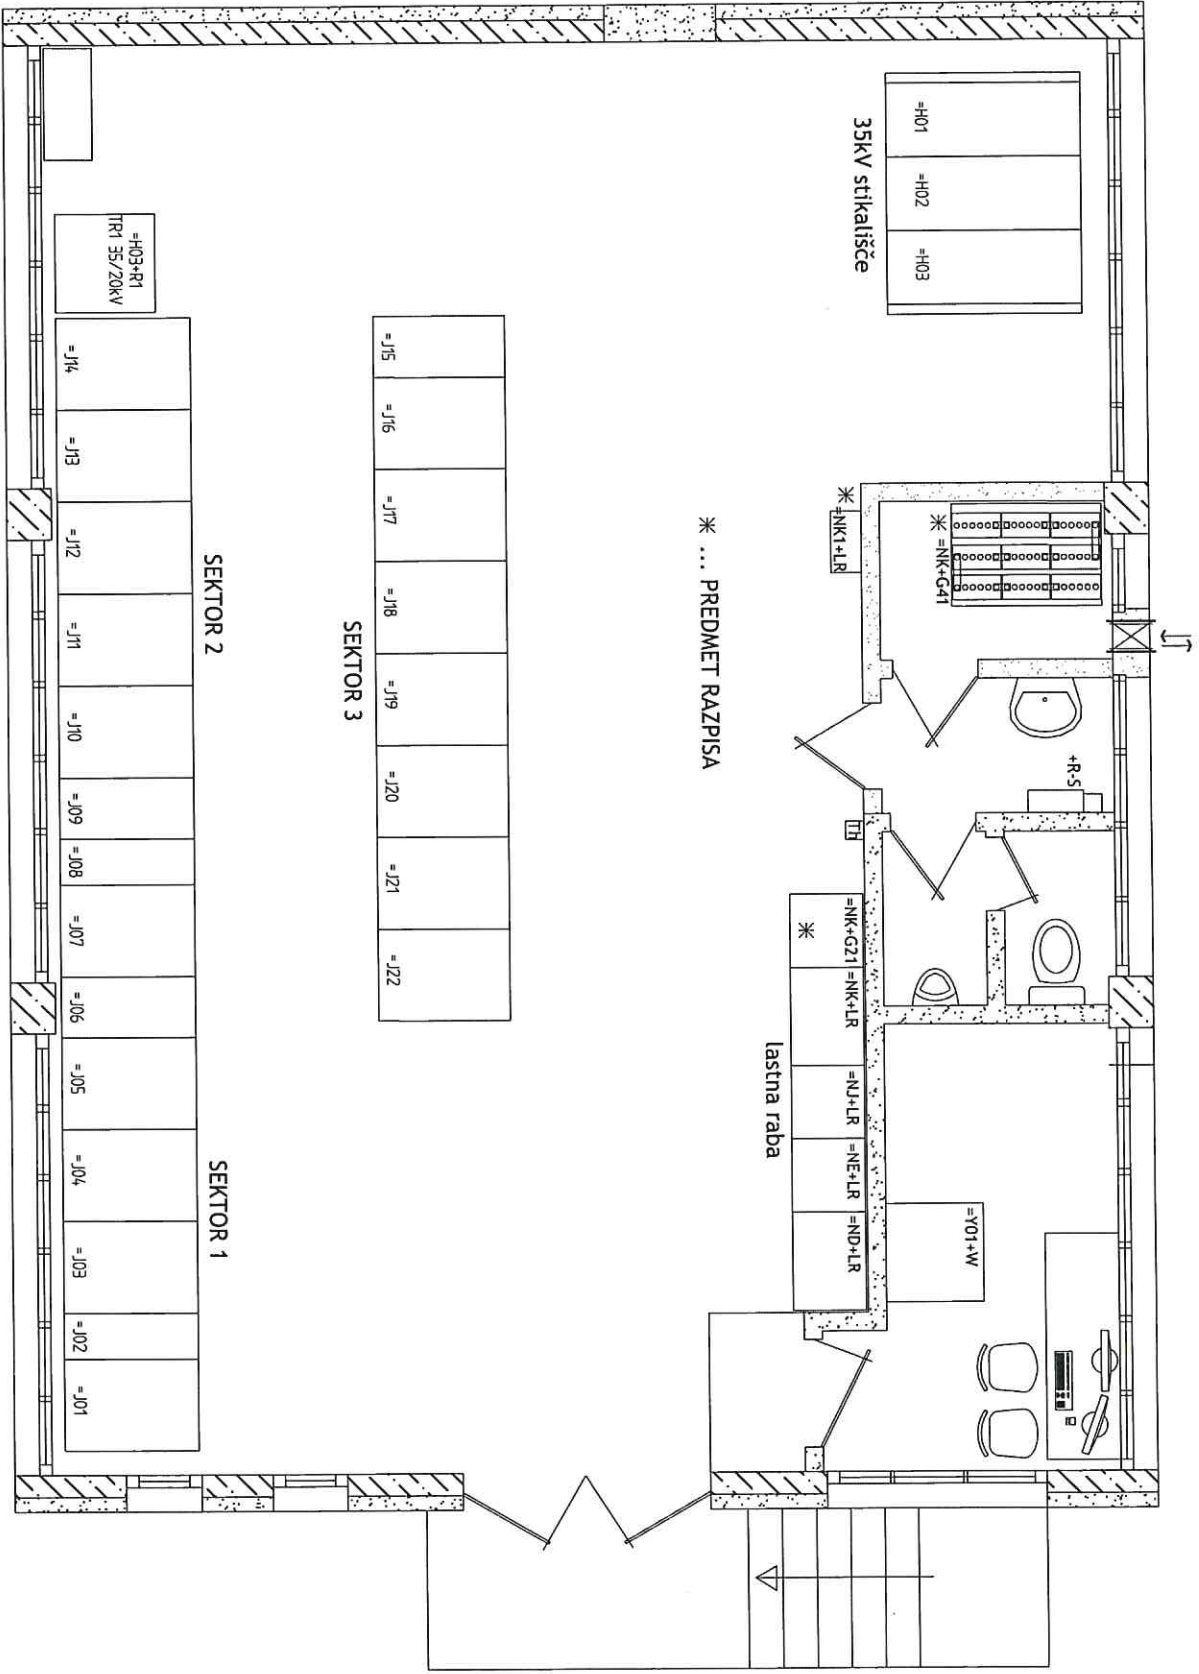 =H01
=H02
=H03
35kV stikališče
=H03+R1
TR1 35/20kV
=J14
=J13
=J12
=J11
=J10
=J09
=J08
=J07
=J06
=J05
=J04
=J03
=J02
=J01
SEKTOR 2
SEKTOR 1
=J15
=J16
=J17
=J18
=J19
=J20
=J21
=J22
SEKTOR 3
* ... PREDMET RAZPISA
* =NK1+LR
* =NK+G41
+R-S
Th
=NK+G21
*
=NK+LR
=NJ+LR
=NE+LR
=ND+LR
lastna raba
=Y01+W